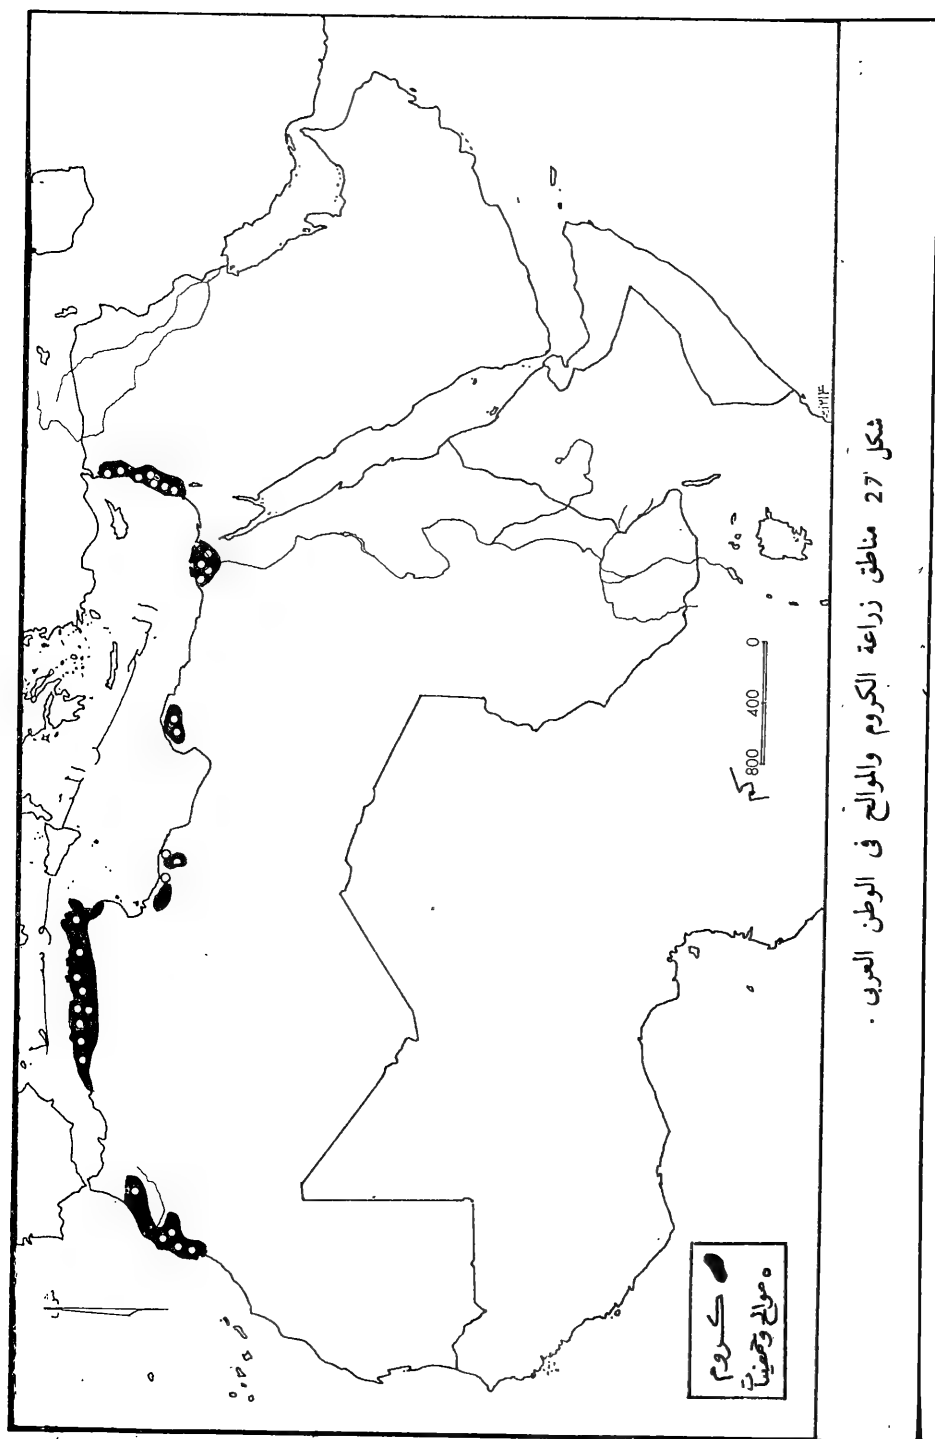 كروم
موالح وحمضيات
كم
800 400 0
شكل 27 مناطق زراعة الكروم والموالح فى الوطن العربى .